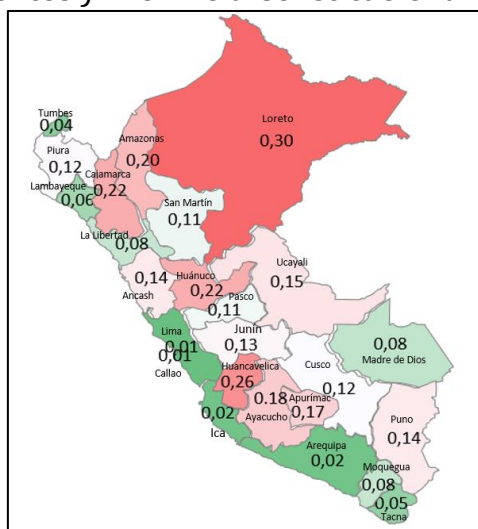 Loreto
0,30
Tumbes
0,04
Piura
0,12
Lambayeque
0,06
Cajamarca
0,22
Amazonas
0,20
San Martín
0,11
La Libertad
0,08
Ancash
0,14
Huánuco
0,22
Ucayali
0,15
Pasco
0,11
Junín
0,13
Lima
0,01
0,01
Callao
Huancavelica
0,26
Cusco
0,12
0,08
Madre de Dios
0,02
Ica
0,18
Ayacucho
Apurímac
0,17
Puno
0,14
Arequipa
0,02
Moquegua
0,08
0,05
Tacna